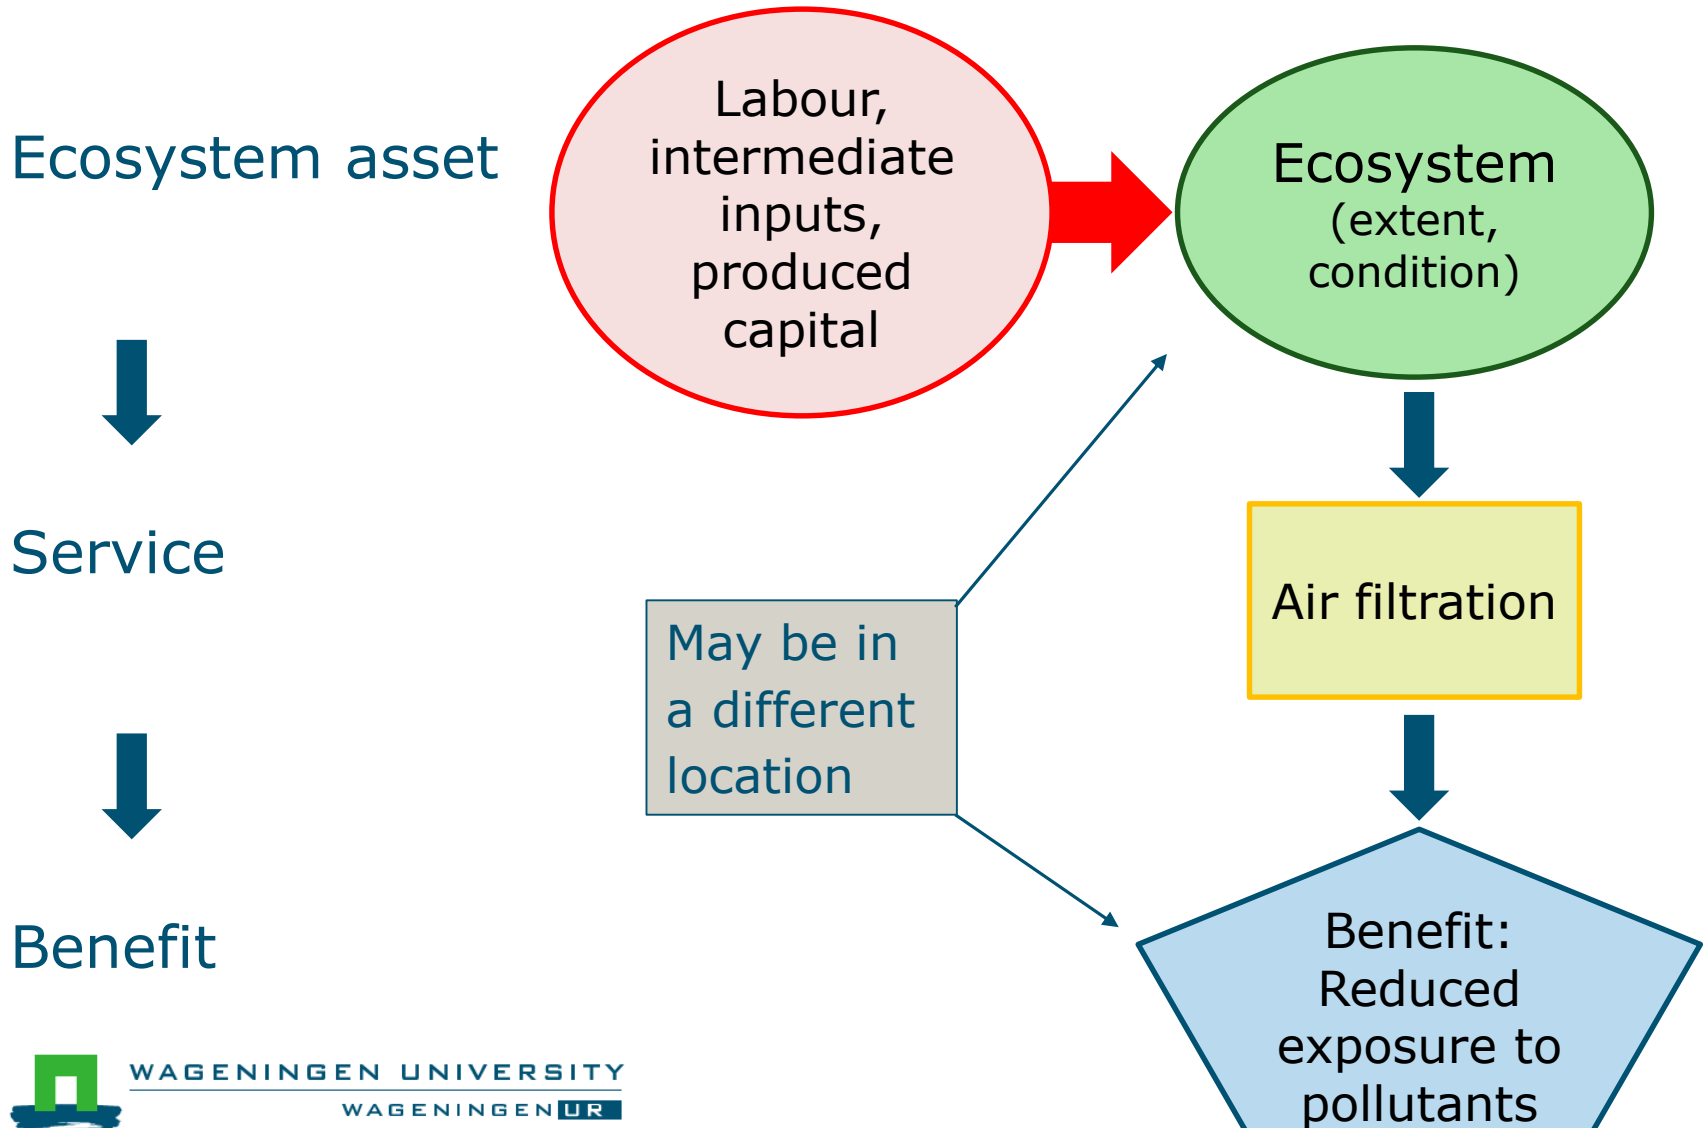 Ecosystem asset
Labour,
intermediate
inputs,
produced
capital
Ecosystem
(extent,
condition)
Service
May be in
a different
location
Air filtration
Benefit
Benefit:
Reduced
exposure to
pollutants
WAGENINGEN UNIVERSITY
WAGENINGEN UR